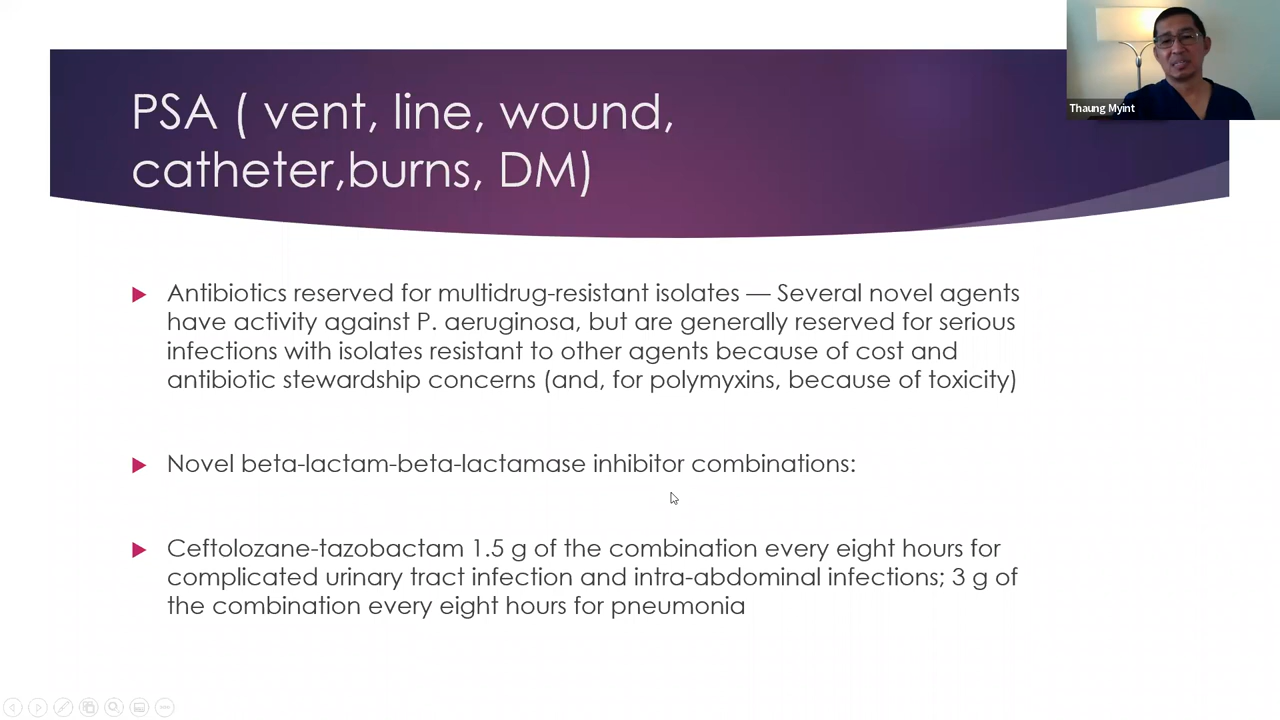 PSA ( vent, line, wound,
catheter,burns, DM)
Thaung Myint
Antibiotics reserved for multidrug-resistant isolates — Several novel agents
have activity against P. aeruginosa, but are generally reserved for serious
infections with isolates resistant to other agents because of cost and
antibiotic stewardship concerns (and, for polymyxins, because of toxicity)
Novel beta-lactam-beta-lactamase inhibitor combinations:
Ceftolozane-tazobactam 1.5 g of the combination every eight hours for
complicated urinary tract infection and intra-abdominal infections; 3 g of
the combination every eight hours for pneumonia